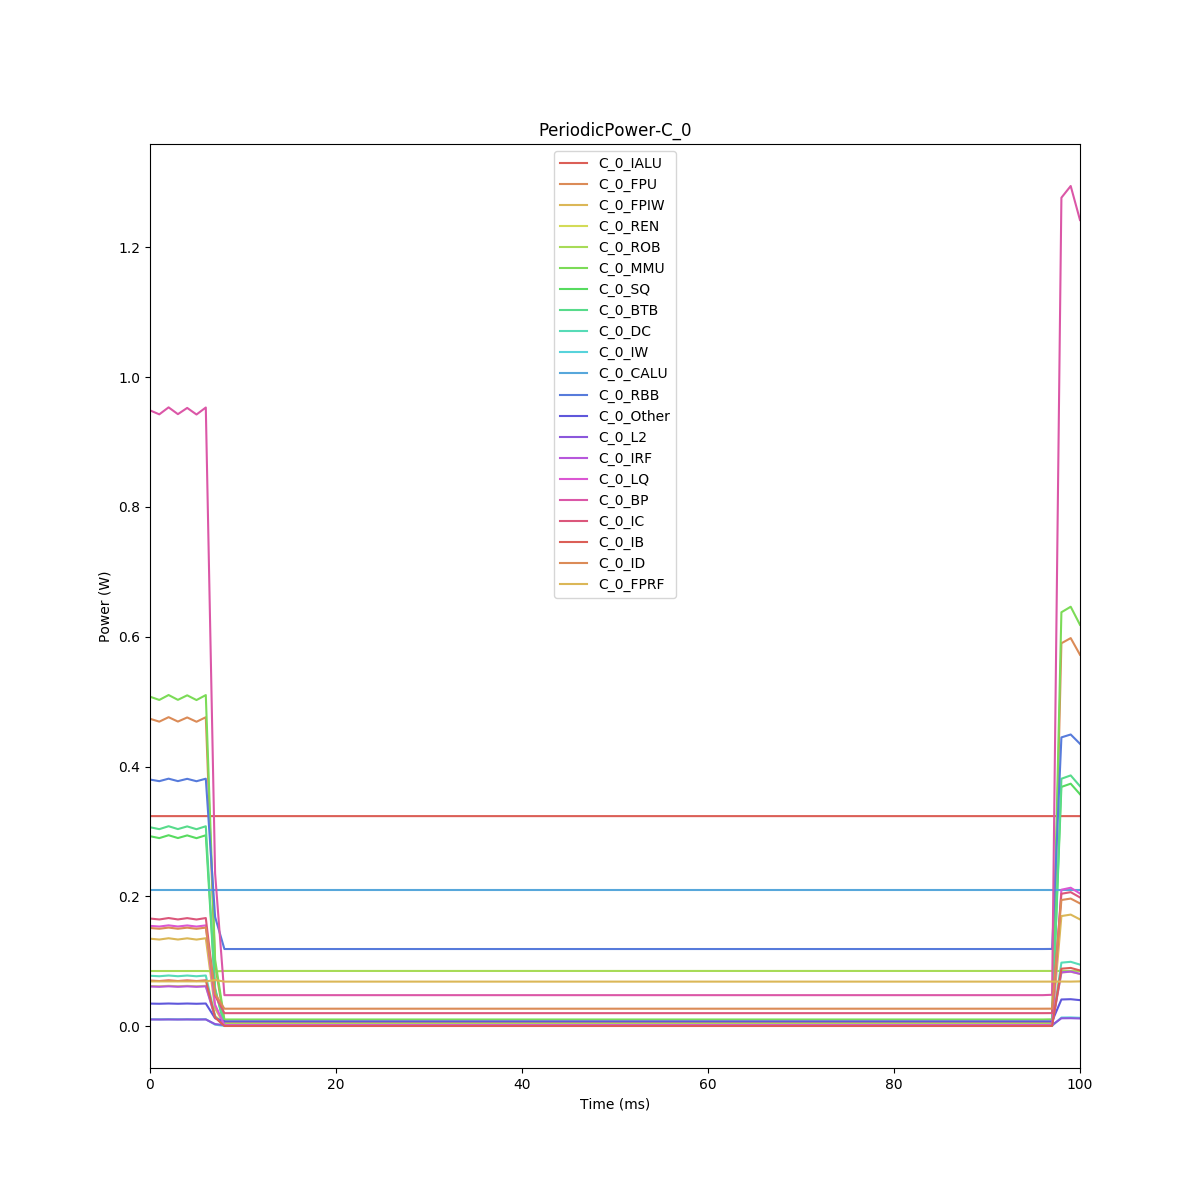 PeriodicPower-C_0
C_0_IALU
C_0_FPU
C_0_FPIW
C_0_REN
C_0_ROB
C_0_MMU
C_0_SQ
C_0_BTB
C_0_DC
C_0_IW
C_0_CALU
C_0_RBB
C_0_Other
C_0_L2
C_0_IRF
C_0_LQ
C_0_BP
C_0_IC
C_0_IB
C_0_ID
C_0_FPRF
1.2
1.0
0.8
0.6
0.4
0.2
0.0
Power (W)
0 20 40 60 80 100
Time (ms)